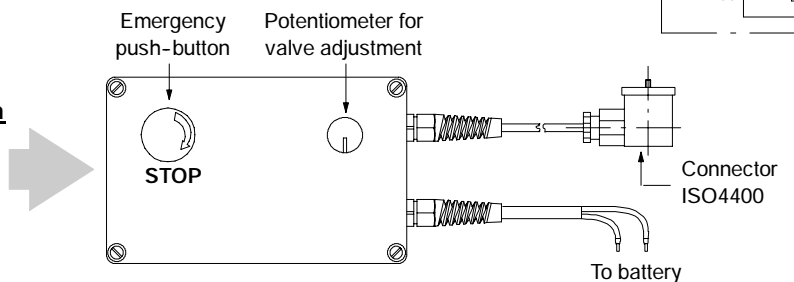 Emergency
push-button
Potentiometer for
valve adjustment
STOP
Connector
ISO4400
To battery